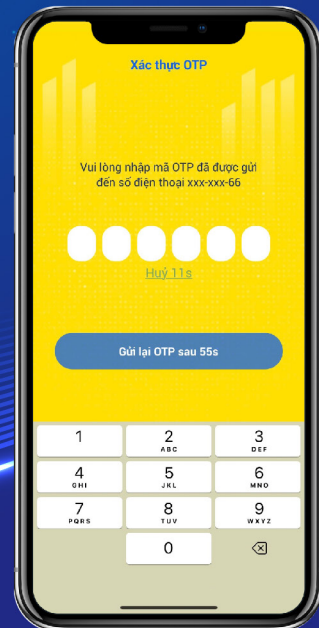 Xác thực OTP
Vui lòng nhập mã OTP đã được gửi
đến số điện thoại xxx-xxx-66
Huỷ 11s
Gửi lại OTP sau 55s
1 2 3
ABC DEF
4 5 6
GHI JKL MNO
7 8 9
PQRS TUV WXYZ
0